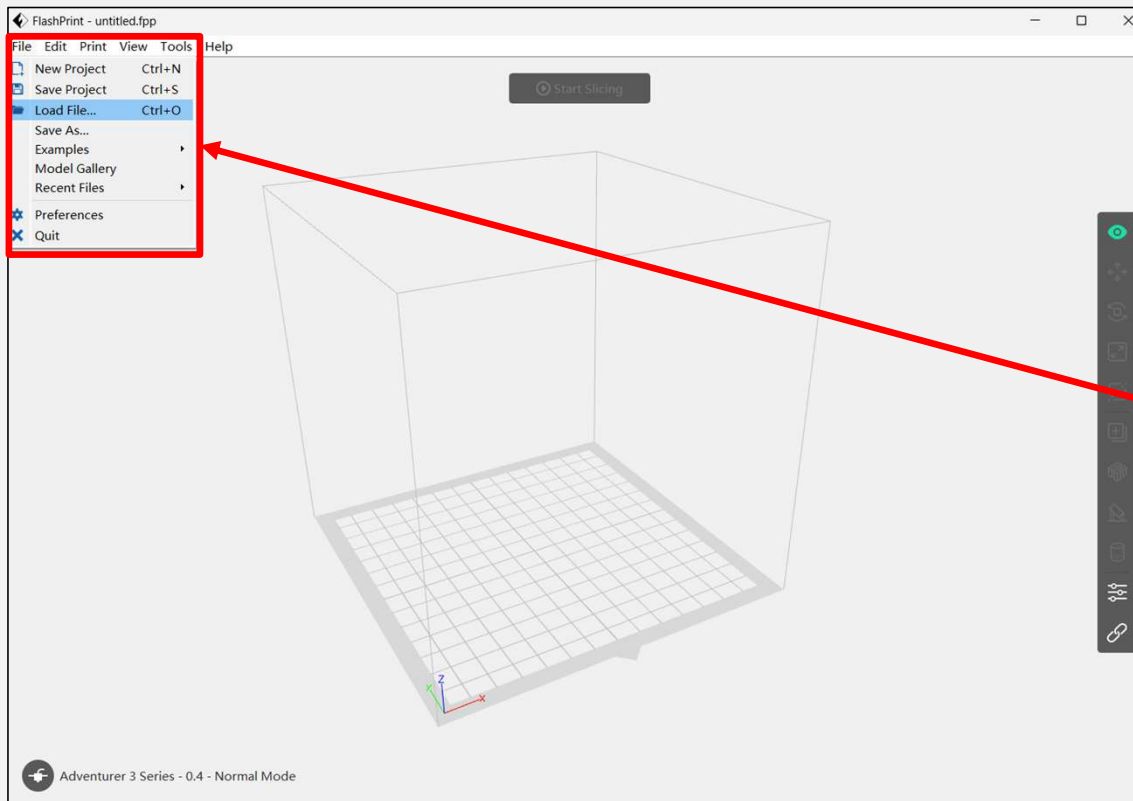 FlashPrint - untitled.fpp
File Edit Print View Tools Help
New Project Ctrl+N
Save Project Ctrl+S
Load File... Ctrl+O
Save As...
Examples
Model Gallery
Recent Files
Preferences
Quit
Start Slicing
Z
Y
X
Adventurer 3 Series - 0.4 - Normal Mode